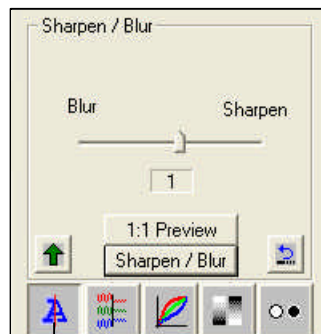 Sharpen / Blur
Blur
Sharpen
1
1:1 Preview
Sharpen / Blur
A